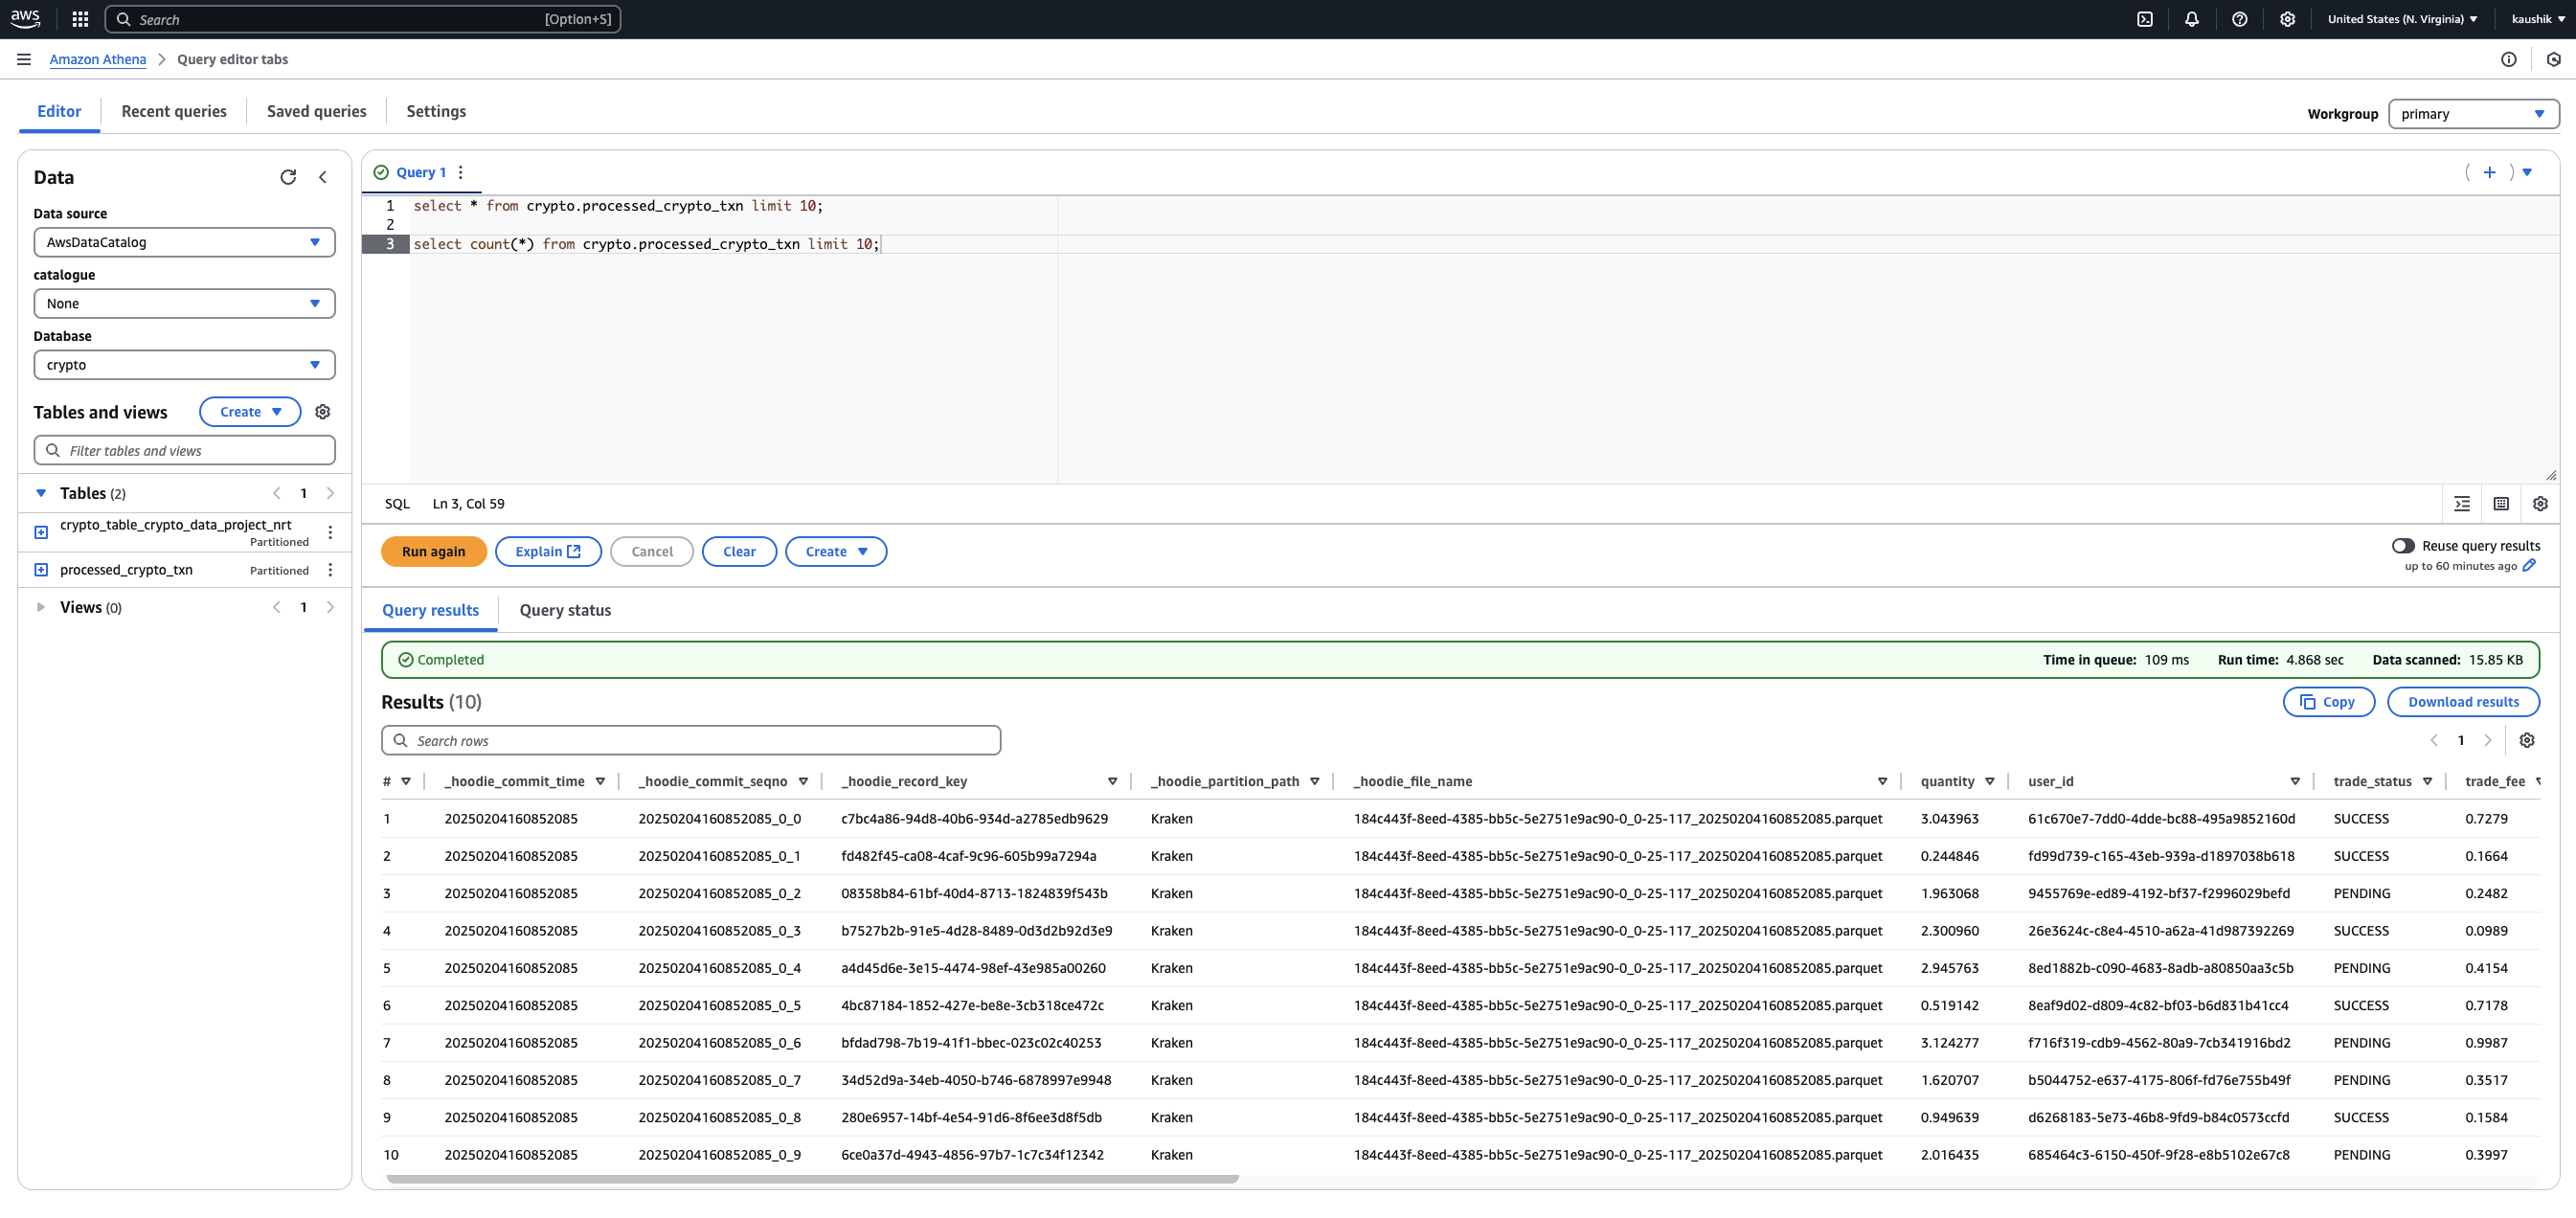 aws
Search [Option+S]
United States (N. Virginia)
kaushik
Amazon Athena > Query editor tabs
Editor
Recent queries
Saved queries
Settings
Workgroup
primary
Data
Data source
AwsDataCatalog
catalogue
None
Database
crypto
Tables and views
Create
Filter tables and views
Tables (2)
1
crypto_table_crypto_data_project_nrt
Partitioned
processed_crypto_txn Partitioned
Views (0)
1
Query 1
1 select * from crypto.processed_crypto_txn limit 10;
2
3 select count(*) from crypto.processed_crypto_txn limit 10;
SQL Ln 3, Col 59
Run again
Explain
Cancel
Clear
Create
Reuse query results
up to 60 minutes ago
Query results
Query status
Completed
Time in queue: 109 ms Run time: 4.868 sec Data scanned: 15.85 KB
Results (10)
Copy
Download results
Search rows
1
# _hoodie_commit_time _hoodie_commit_seqno _hoodie_record_key _hoodie_partition_path _hoodie_file_name quantity user_id trade_status trade_fee
1 20250204160852085 20250204160852085_0_0 c7bc4a86-94d8-40b6-934d-a2785edb9629 Kraken 184c443f-8eed-4385-bb5c-5e2751e9ac90-0_0-25-117_20250204160852085.parquet 3.043963 61c670e7-7dd0-4dde-bc88-495a9852160d SUCCESS 0.7279
2 20250204160852085 20250204160852085_0_1 fd482f45-ca08-4caf-9c96-605b99a7294a Kraken 184c443f-8eed-4385-bb5c-5e2751e9ac90-0_0-25-117_20250204160852085.parquet 0.244846 fd99d739-c165-43eb-939a-d1897038b618 SUCCESS 0.1664
3 20250204160852085 20250204160852085_0_2 08358b84-61bf-40d4-8713-1824839f543b Kraken 184c443f-8eed-4385-bb5c-5e2751e9ac90-0_0-25-117_20250204160852085.parquet 1.963068 9455769e-ed89-4192-bf37-f2996029befd PENDING 0.2482
4 20250204160852085 20250204160852085_0_3 b7527b2b-91e5-4d28-8489-0d3d2b92d3e9 Kraken 184c443f-8eed-4385-bb5c-5e2751e9ac90-0_0-25-117_20250204160852085.parquet 2.300960 26e3624c-c8e4-4510-a62a-41d987392269 SUCCESS 0.0989
5 20250204160852085 20250204160852085_0_4 a4d45d6e-3e15-4474-98ef-43e985a00260 Kraken 184c443f-8eed-4385-bb5c-5e2751e9ac90-0_0-25-117_20250204160852085.parquet 2.945763 8ed1882b-c090-4683-8adb-a80850aa3c5b PENDING 0.4154
6 20250204160852085 20250204160852085_0_5 4bc87184-1852-427e-be8e-3cb318ce472c Kraken 184c443f-8eed-4385-bb5c-5e2751e9ac90-0_0-25-117_20250204160852085.parquet 0.519142 8eaf9d02-d809-4c82-bf03-b6d831b41cc4 SUCCESS 0.7178
7 20250204160852085 20250204160852085_0_6 bfdad798-7b19-41f1-bbec-023c02c40253 Kraken 184c443f-8eed-4385-bb5c-5e2751e9ac90-0_0-25-117_20250204160852085.parquet 3.124277 f716f319-cdb9-4562-80a9-7cb341916bd2 PENDING 0.9987
8 20250204160852085 20250204160852085_0_7 34d52d9a-34eb-4050-b746-6878997e9948 Kraken 184c443f-8eed-4385-bb5c-5e2751e9ac90-0_0-25-117_20250204160852085.parquet 1.620707 b5044752-e637-4175-806f-fd76e755b49f PENDING 0.3517
9 20250204160852085 20250204160852085_0_8 280e6957-14bf-4e54-91d6-8f6ee3d8f5db Kraken 184c443f-8eed-4385-bb5c-5e2751e9ac90-0_0-25-117_20250204160852085.parquet 0.949639 d6268183-5e73-46b8-9fd9-b84c0573ccfd SUCCESS 0.1584
10 20250204160852085 20250204160852085_0_9 6ce0a37d-4943-4856-97b7-1c7c34f12342 Kraken 184c443f-8eed-4385-bb5c-5e2751e9ac90-0_0-25-117_20250204160852085.parquet 2.016435 685464c3-6150-450f-9f28-e8b5102e67c8 PENDING 0.3997